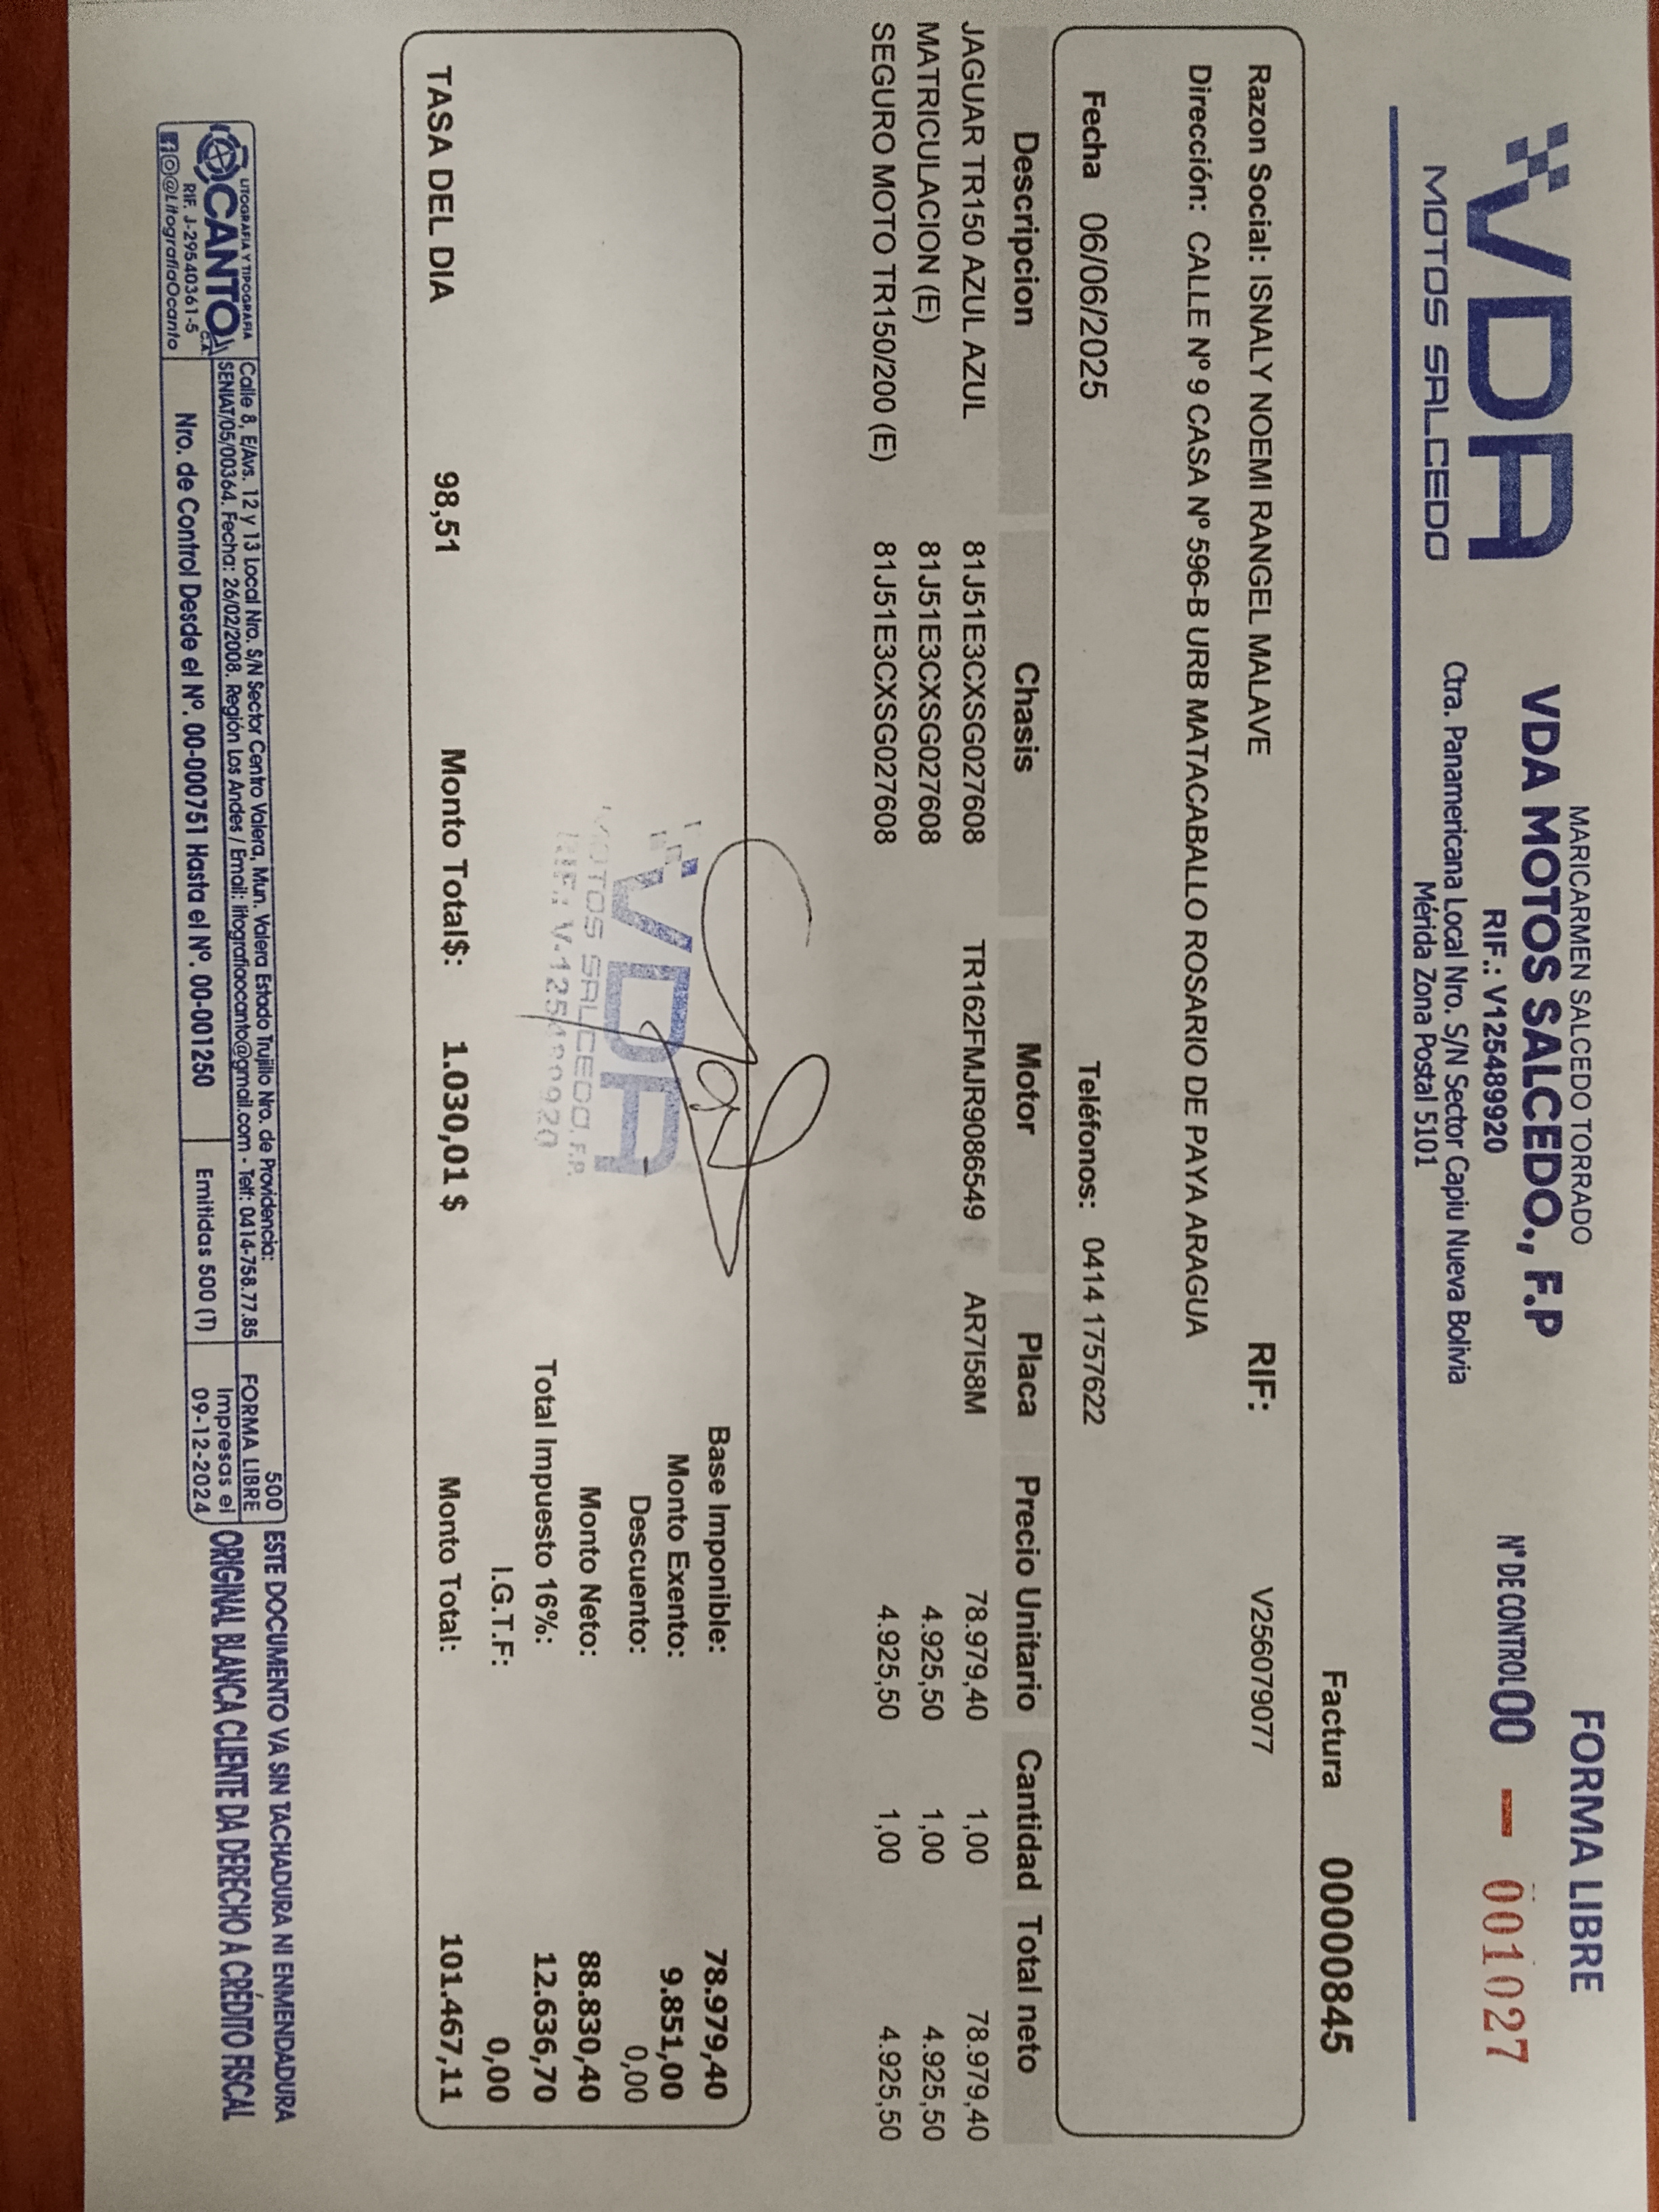 VDA
MOTOS SALCEDO
MARICARMEN SALCEDO TORRADO
VDA MOTOS SALCEDO., F.P
RIF.: V125489920
Ctra. Panamericana Local Nro. S/N Sector Capiu Nueva Bolivia
Mérida Zona Postal 5101
FORMA LIBRE
N° DE CONTROL 00 - 001027
Factura 00000845
Razon Social: ISNALY NOEMI RANGEL MALAVE RIF: V256079077
Dirección: CALLE Nº 9 CASA Nº 596-B URB MATACABALLO ROSARIO DE PAYA ARAGUA
Fecha 06/06/2025 Teléfonos: 0414 1757622
Descripcion Chasis Motor Placa Precio Unitario Cantidad Total neto
JAGUAR TR150 AZUL AZUL 81J51E3CXSG027608 TR162FMJR9086549 AR7I58M 78.979,40 1,00 78.979,40
MATRICULACION (E) 81J51E3CXSG027608 4.925,50 1,00 4.925,50
SEGURO MOTO TR150/200 (E) 81J51E3CXSG027608 4.925,50 1,00 4.925,50
VDA
MOTOS SALCEDO, F.P.
RIF.: V-125489920
Base Imponible: 78.979,40
Monto Exento: 9.851,00
Descuento: 0,00
Monto Neto: 88.830,40
Total Impuesto 16%: 12.636,70
I.G.T.F: 0,00
TASA DEL DIA 98,51 Monto Total$: 1.030,01 $ Monto Total: 101.467,11
LITOGRAFIA Y TIPOGRAFIA
OCANTO C.A.
RIF. J-29540361-5
@LitografiaOcanto
Calle 8, E/Avs. 12 y 13 Local Nro. S/N Sector Centro Valera, Mun. Valera Estado Trujillo Nro. de Providencia:
SENIAT/05/00364. Fecha: 26/02/2008. Región Los Andes / Email: litografiaocanto@gmail.com - Telf: 0414-758.77.85
Nro. de Control Desde el Nº. 00-000751 Hasta el Nº. 00-001250
Emitidas 500 (T)
500
FORMA LIBRE
Impresas el
09-12-2024
ESTE DOCUMENTO VA SIN TACHADURA NI ENMENDADURA
ORIGINAL BLANCA CLIENTE DA DERECHO A CRÉDITO FISCAL